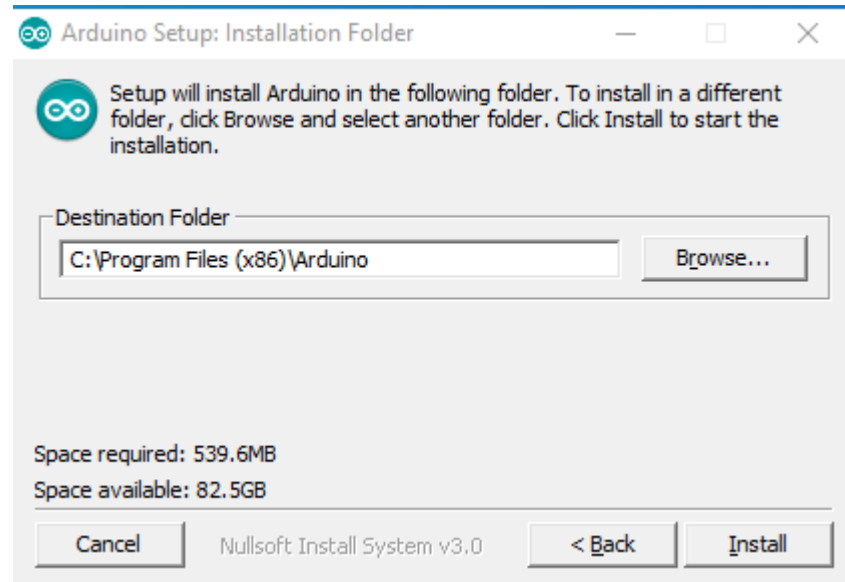 Arduino Setup: Installation Folder
Setup will install Arduino in the following folder. To install in a different
folder, click Browse and select another folder. Click Install to start the
installation.
Destination Folder
C:\Program Files (x86)\Arduino
Browse...
Space required: 539.6MB
Space available: 82.5GB
Cancel
Nullsoft Install System v3.0
< Back
Install